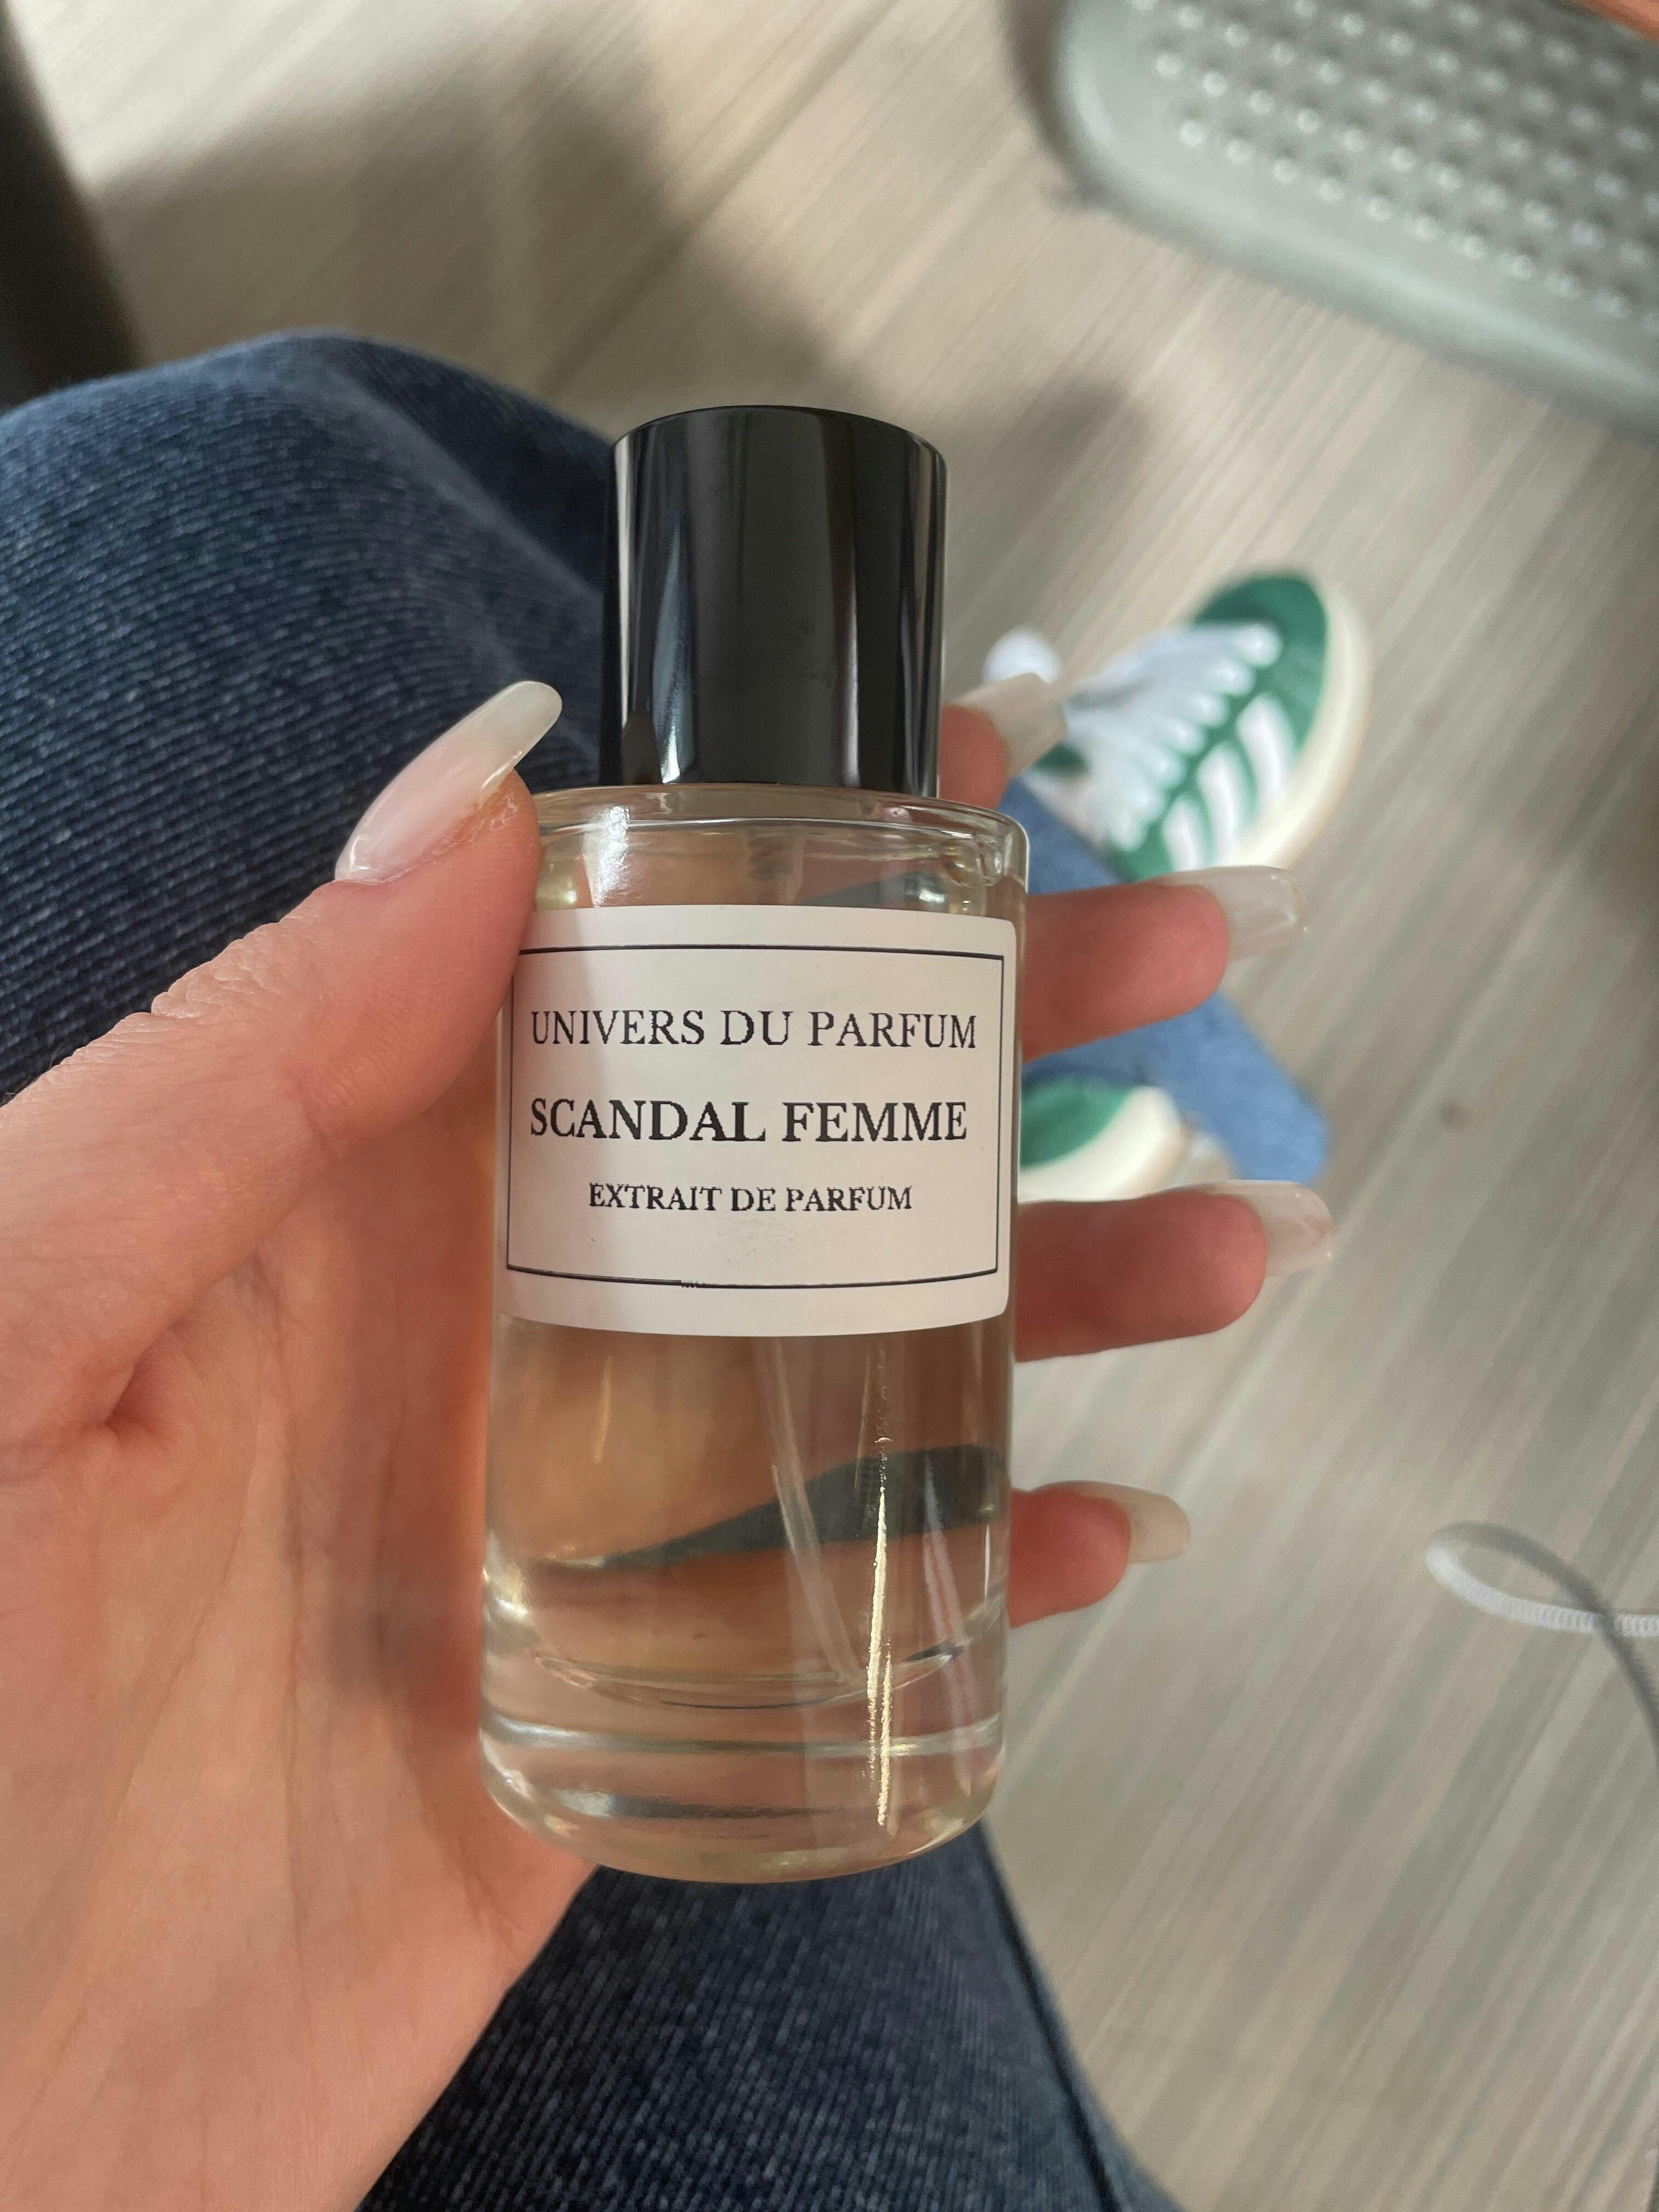 UNIVERS DU PARFUM
SCANDAL FEMME
EXTRAIT DE PARFUM